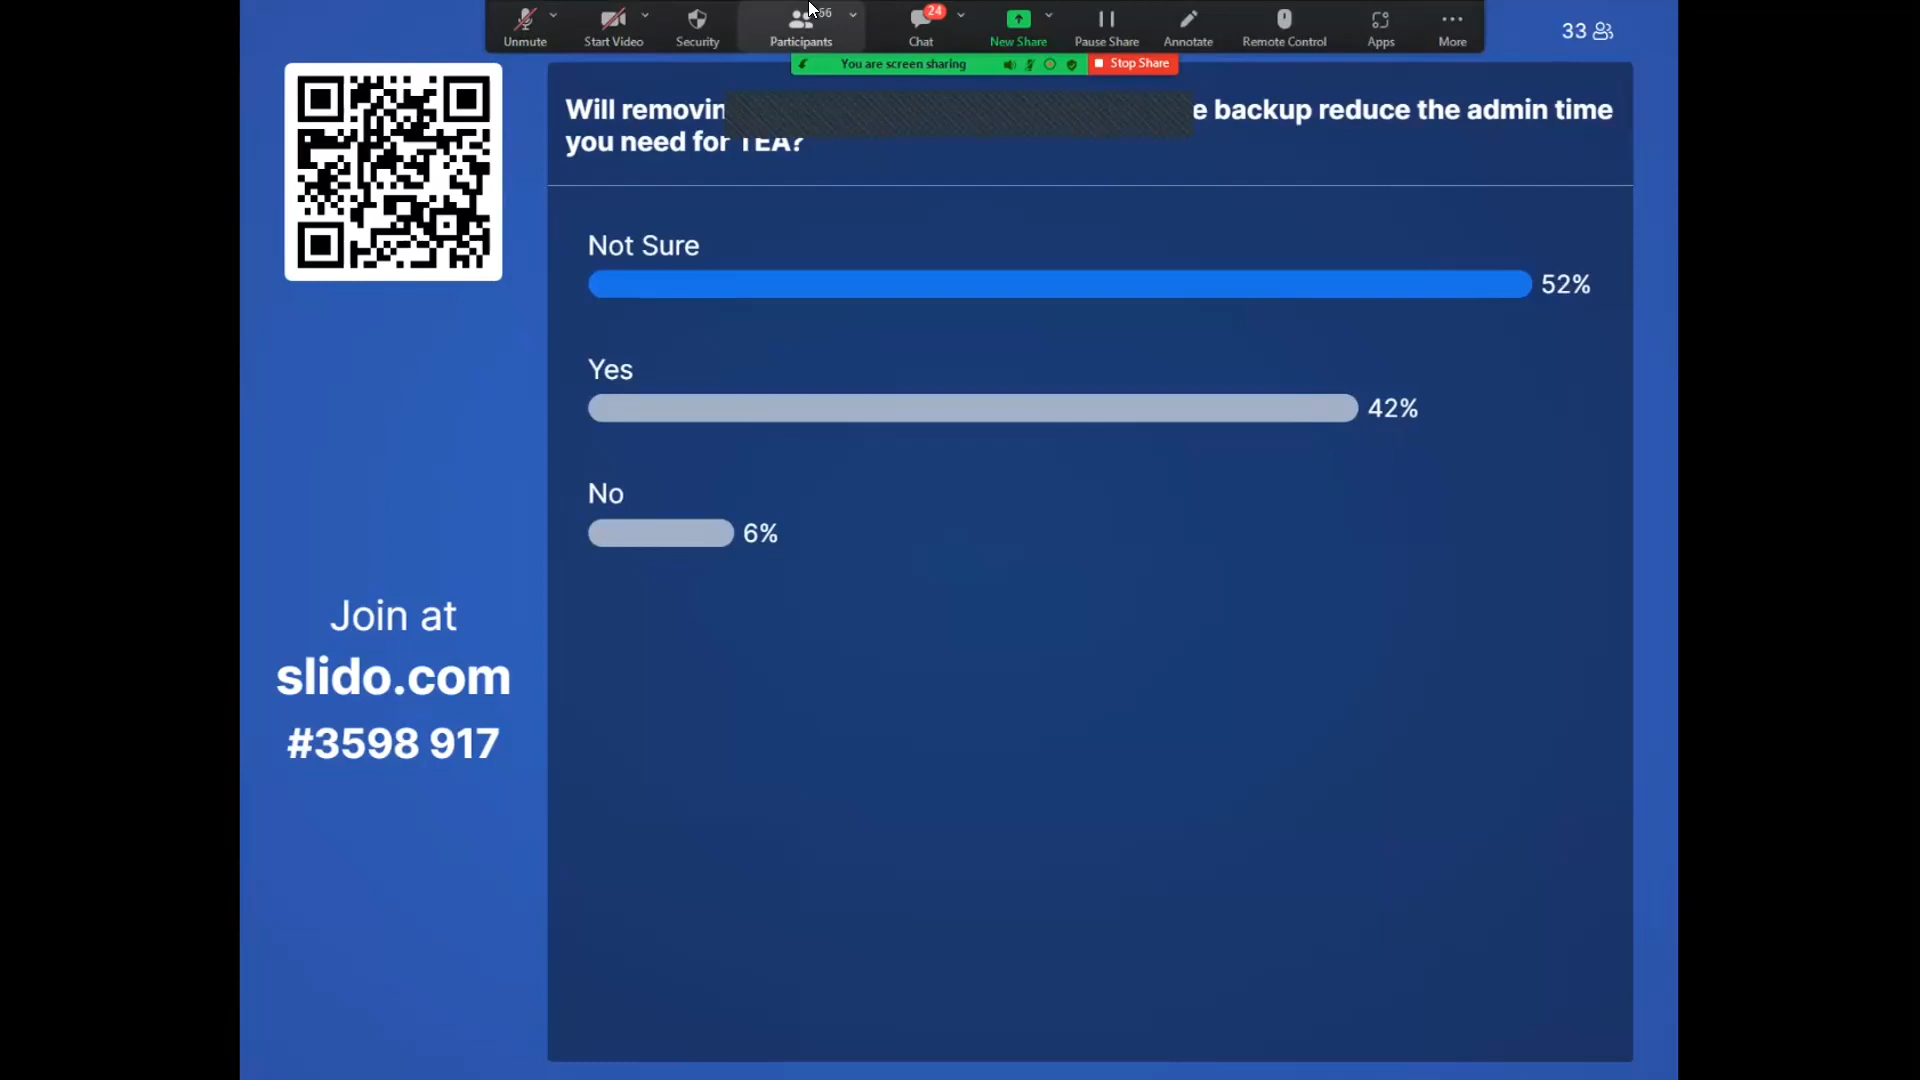 24
33
Unmute
Start Video
Security
Participants
Chat
New Share
Pause Share
Annotate
Remote Control
Apps
More
You are screen sharing
Stop Share
Will removin
backup reduce the admin time
you need for TEA?
Not Sure
52%
Yes
42%
No
6%
Join at
slido.com
#3598 917